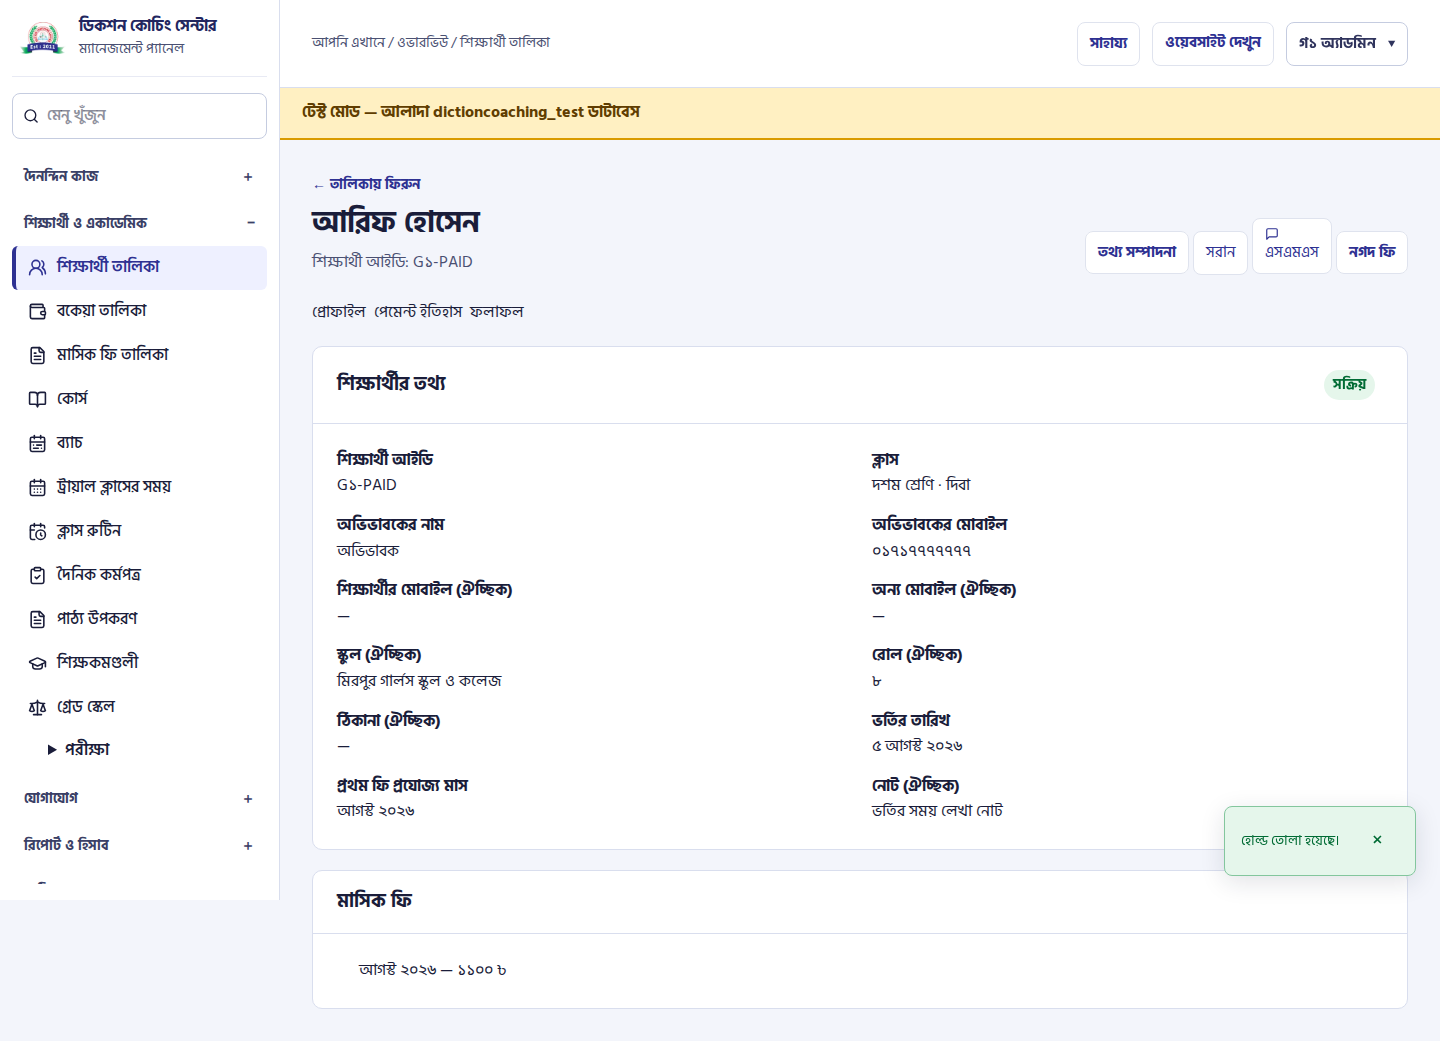 ডিকশন কোচিং সেন্টার
ম্যানেজমেন্ট প্যানেল
Est : 2011
মেনু খুঁজুন
দৈনন্দিন কাজ +
শিক্ষার্থী ও একাডেমিক −
শিক্ষার্থী তালিকা
বকেয়া তালিকা
মাসিক ফি তালিকা
কোর্স
ব্যাচ
ট্রায়াল ক্লাসের সময়
ক্লাস রুটিন
দৈনিক কর্মপত্র
পাঠ্য উপকরণ
শিক্ষকমণ্ডলী
গ্রেড স্কেল
▶ পরীক্ষা
যোগাযোগ +
রিপোর্ট ও হিসাব +
আপনি এখানে / ওভারভিউ / শিক্ষার্থী তালিকা
সাহায্য
ওয়েবসাইট দেখুন
গ১ অ্যাডমিন ▾
টেস্ট মোড — আলাদা dictioncoaching_test ডাটাবেস
← তালিকায় ফিরুন
আরিফ হোসেন
শিক্ষার্থী আইডি: G১-PAID
তথ্য সম্পাদনা
সরান
এসএমএস
নগদ ফি
প্রোফাইল পেমেন্ট ইতিহাস ফলাফল
শিক্ষার্থীর তথ্য
সক্রিয়
শিক্ষার্থী আইডি
G১-PAID
ক্লাস
দশম শ্রেণি · দিবা
অভিভাবকের নাম
অভিভাবক
অভিভাবকের মোবাইল
০১৭১৭৭৭৭৭৭৭
শিক্ষার্থীর মোবাইল (ঐচ্ছিক)
—
অন্য মোবাইল (ঐচ্ছিক)
—
স্কুল (ঐচ্ছিক)
মিরপুর গার্লস স্কুল ও কলেজ
রোল (ঐচ্ছিক)
৮
ঠিকানা (ঐচ্ছিক)
—
ভর্তির তারিখ
৫ আগস্ট ২০২৬
প্রথম ফি প্রযোজ্য মাস
আগস্ট ২০২৬
নোট (ঐচ্ছিক)
ভর্তির সময় লেখা নোট
হোল্ড তোলা হয়েছে। ×
মাসিক ফি
আগস্ট ২০২৬ — ১১০০ ৳